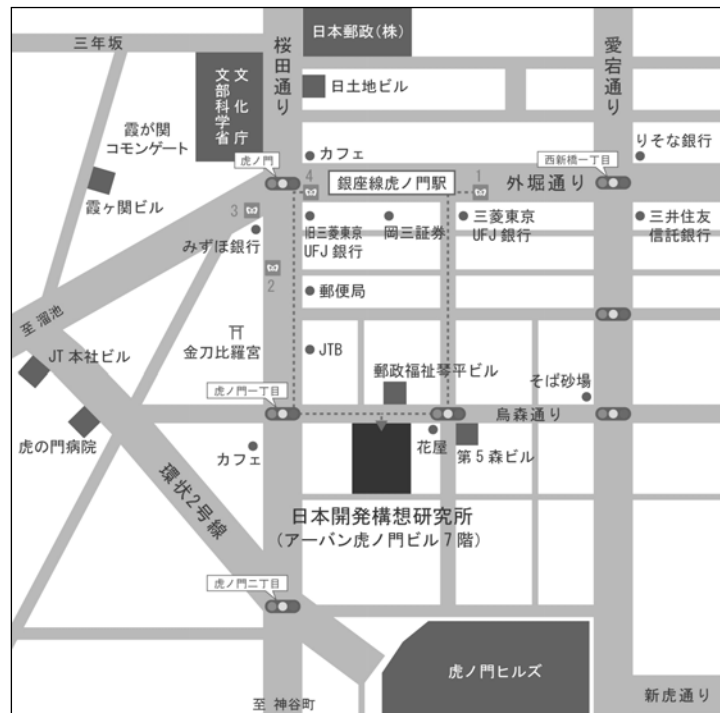 三年坂
桜田通り
日本郵政(株)
愛宕通り
文化庁
文部科学省
日土地ビル
霞が関
コモンゲート
カフェ
りそな銀行
虎ノ門
西新橋一丁目
4
銀座線虎ノ門駅
1
外堀通り
霞ヶ関ビル
3
みずほ銀行
旧三菱東京
UFJ 銀行
岡三証券
三菱東京
UFJ 銀行
三井住友
信託銀行
2
郵便局
至 溜池
金刀比羅宮
JTB
JT 本社ビル
郵政福祉琴平ビル
そば砂場
虎ノ門一丁目
烏森通り
虎の門病院
カフェ
花屋
第5森ビル
環状2号線
日本開発構想研究所
(アーバン虎ノ門ビル7階)
虎ノ門二丁目
虎ノ門ヒルズ
新虎通り
至 神谷町